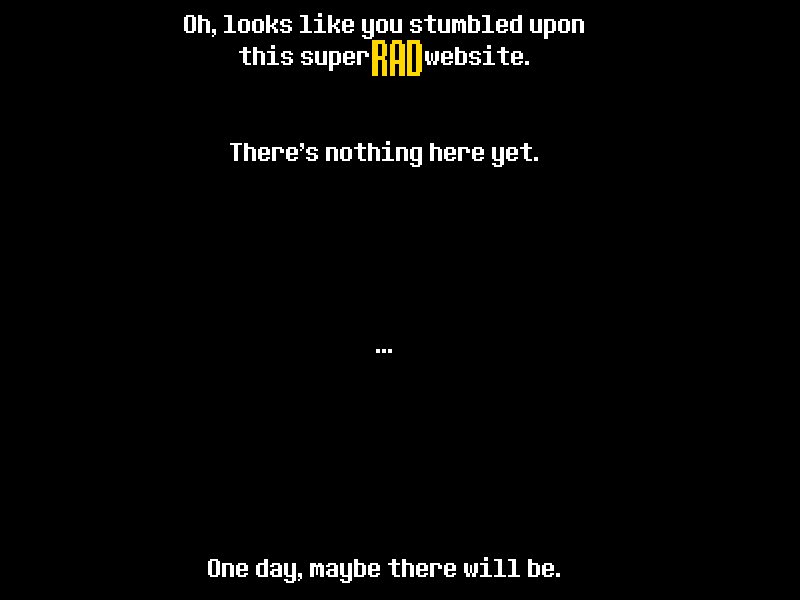 Oh, looks like you stumbled upon
this super RAD website.
There's nothing here yet.
...
One day, maybe there will be.